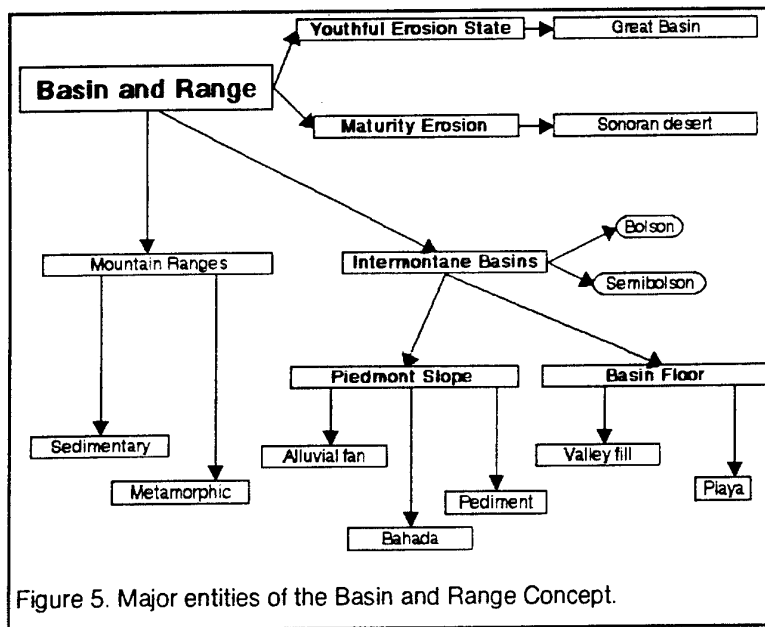 Youthful Erosion State
Great Basin
Basin and Range
Maturity Erosion
Sonoran desert
Bolson
Mountain Ranges
Intermontane Basins
Semibolson
Piedmont Slope
Basin Floor
Sedimentary
Alluvial fan
Valley fill
Metamorphic
Pediment
Playa
Bahada
Figure 5. Major entities of the Basin and Range Concept.